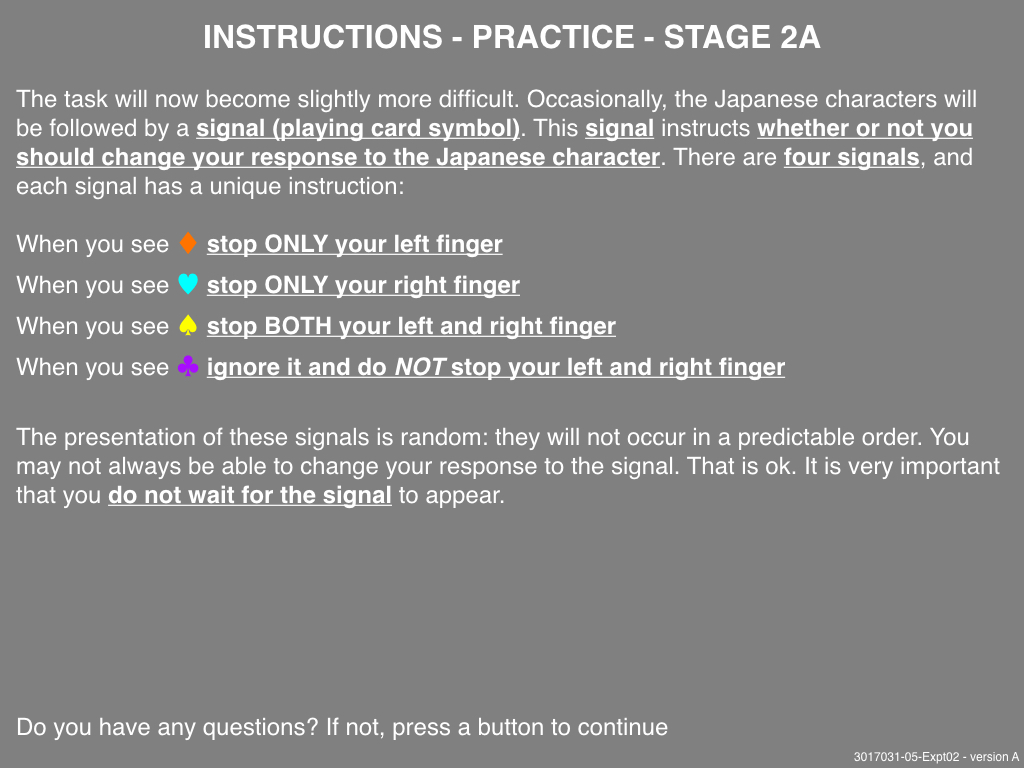 INSTRUCTIONS - PRACTICE - STAGE 2A
The task will now become slightly more difficult. Occasionally, the Japanese characters will
be followed by a signal (playing card symbol). This signal instructs whether or not you
should change your response to the Japanese character. There are four signals, and
each signal has a unique instruction:
When you see ♦ stop ONLY your left finger
When you see ♥ stop ONLY your right finger
When you see ♠ stop BOTH your left and right finger
When you see ♣ ignore it and do NOT stop your left and right finger
The presentation of these signals is random: they will not occur in a predictable order. You
may not always be able to change your response to the signal. That is ok. It is very important
that you do not wait for the signal to appear.
Do you have any questions? If not, press a button to continue
3017031-05-Expt02 - version A